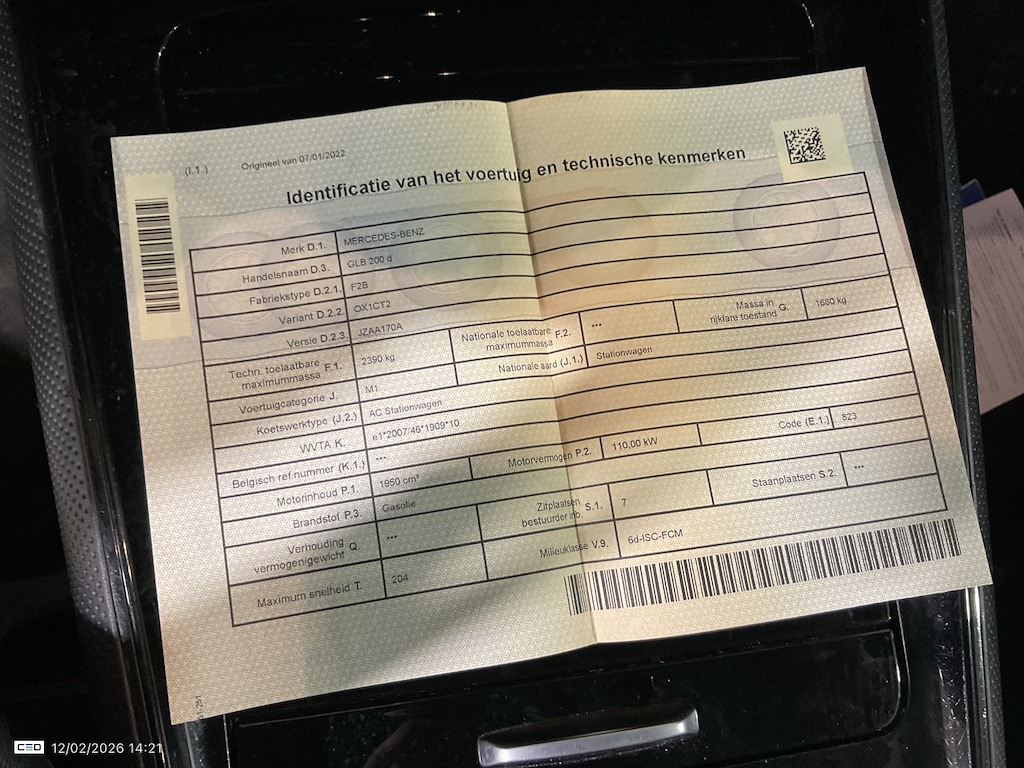 (I.1.) Origineel van 07/01/2022
Identificatie van het voertuig en technische kenmerken
Merk D.1. MERCEDES-BENZ
Handelsnaam D.3. GLB 200 d
Fabriekstype D.2.1. F2B
Variant D.2.2 OX1CT2
Versie D.2.3. JZAA170A
Techn. toelaatbare maximummassa F.1. 2390 kg Nationale toelaatbare maximummassa F.2. *** Massa in rijklare toestand G. 1680 kg
Voertuigcategorie J. M1 Nationale aard (J.1.) Stationwagen
Koetswerktype (J.2.) AC Stationwagen
WVTA K. e1*2007/46*1909*10
Belgisch ref.nummer (K.1.) ***
Motorinhoud P.1. 1950 cm³ Motorvermogen P.2. 110,00 kW Code (E.1.) 823
Brandstof P.3. Gasolie
Verhouding vermogen/gewicht Q. *** Zitplaatsen bestuurder inb. S.1. 7 Staanplaatsen S.2. ***
Maximum snelheid T. 204 Milieuklasse V.9. 6d-ISC-FCM
CED 12/02/2026 14:21